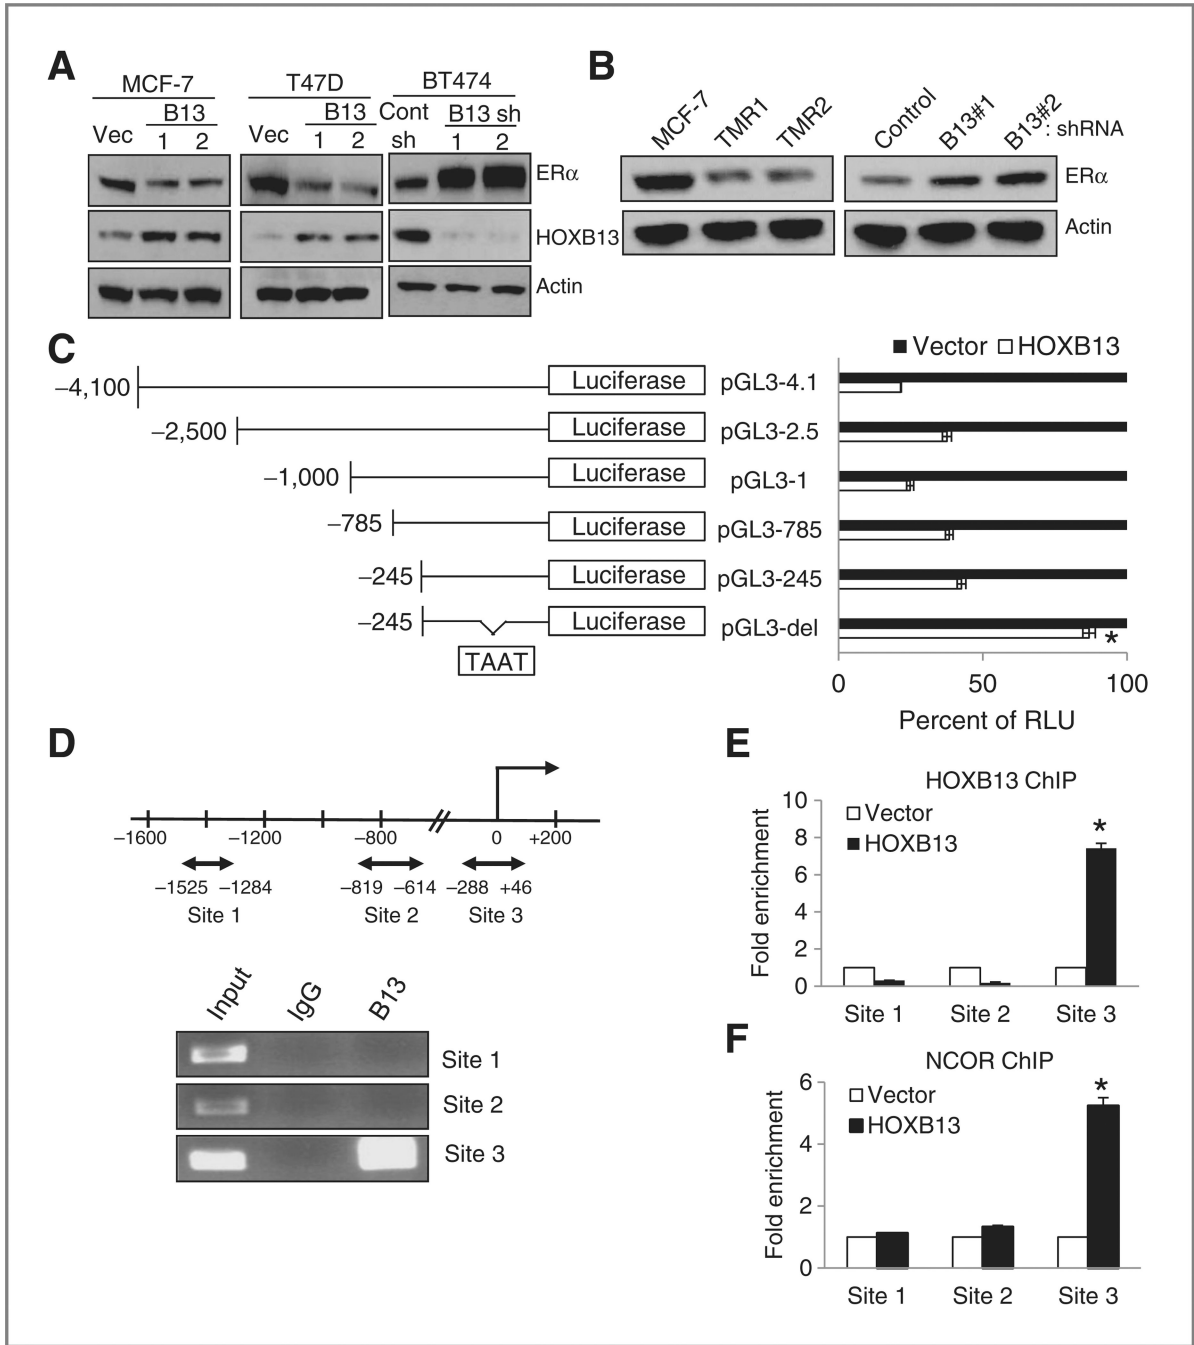 A
MCF-7
T47D
BT474
Vec
B13
1 2
Vec
B13
1 2
Cont
sh
B13 sh
1 2
ERα
HOXB13
Actin
B
MCF-7
TMR1
TMR2
Control
B13#1
B13#2
: shRNA
ERα
Actin
C
Vector HOXB13
−4,100 Luciferase pGL3-4.1
−2,500 Luciferase pGL3-2.5
−1,000 Luciferase pGL3-1
−785 Luciferase pGL3-785
−245 Luciferase pGL3-245
−245 Luciferase pGL3-del
*
TAAT
0 50 100
Percent of RLU
D
−1600 −1200 −800 0 +200
−1525 −1284 −819 −614 −288 +46
Site 1 Site 2 Site 3
Input IgG B13
Site 1
Site 2
Site 3
E
HOXB13 ChIP
Vector
HOXB13
*
Fold enrichment
10
8
6
4
2
0
Site 1 Site 2 Site 3
F
NCOR ChIP
Vector
HOXB13
*
Fold enrichment
6
4
2
0
Site 1 Site 2 Site 3